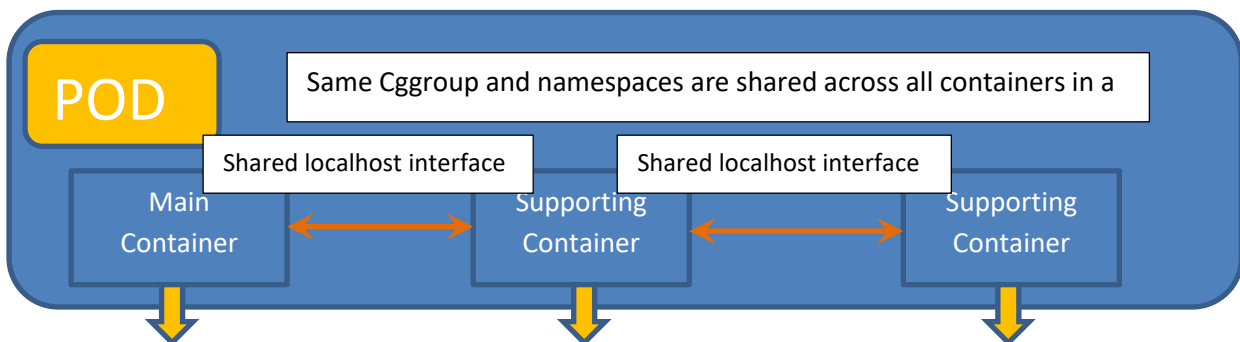 POD
Same Cggroup and namespaces are shared across all containers in a
Shared localhost interface
Shared localhost interface
Main
Container
Supporting
Container
Supporting
Container